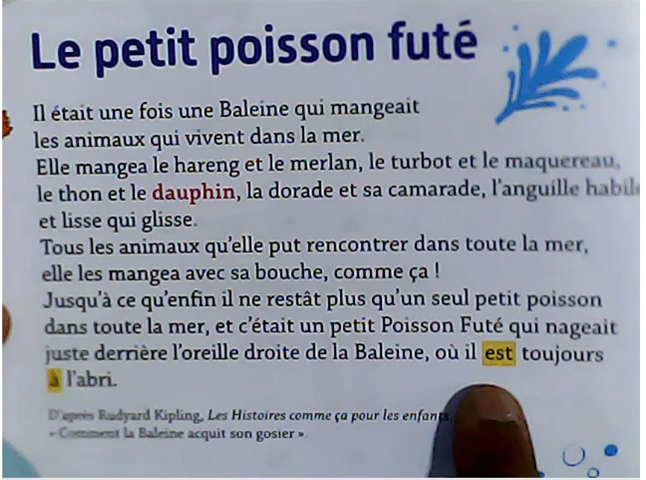 Le petit poisson futé
Il était une fois une Baleine qui mangeait
les animaux qui vivent dans la mer.
Elle mangea le hareng et le merlan, le turbot et le maquereau,
le thon et le dauphin, la dorade et sa camarade, l'anguille habile
et lisse qui glisse.
Tous les animaux qu'elle put rencontrer dans toute la mer,
elle les mangea avec sa bouche, comme ça !
Jusqu'à ce qu'enfin il ne restât plus qu'un seul petit poisson
dans toute la mer, et c'était un petit Poisson Futé qui nageait
juste derrière l'oreille droite de la Baleine, où il est toujours
à l'abri.
D'après Rudyard Kipling, Les Histoires comme ça pour les enfants,
« Comment la Baleine acquit son gosier ».